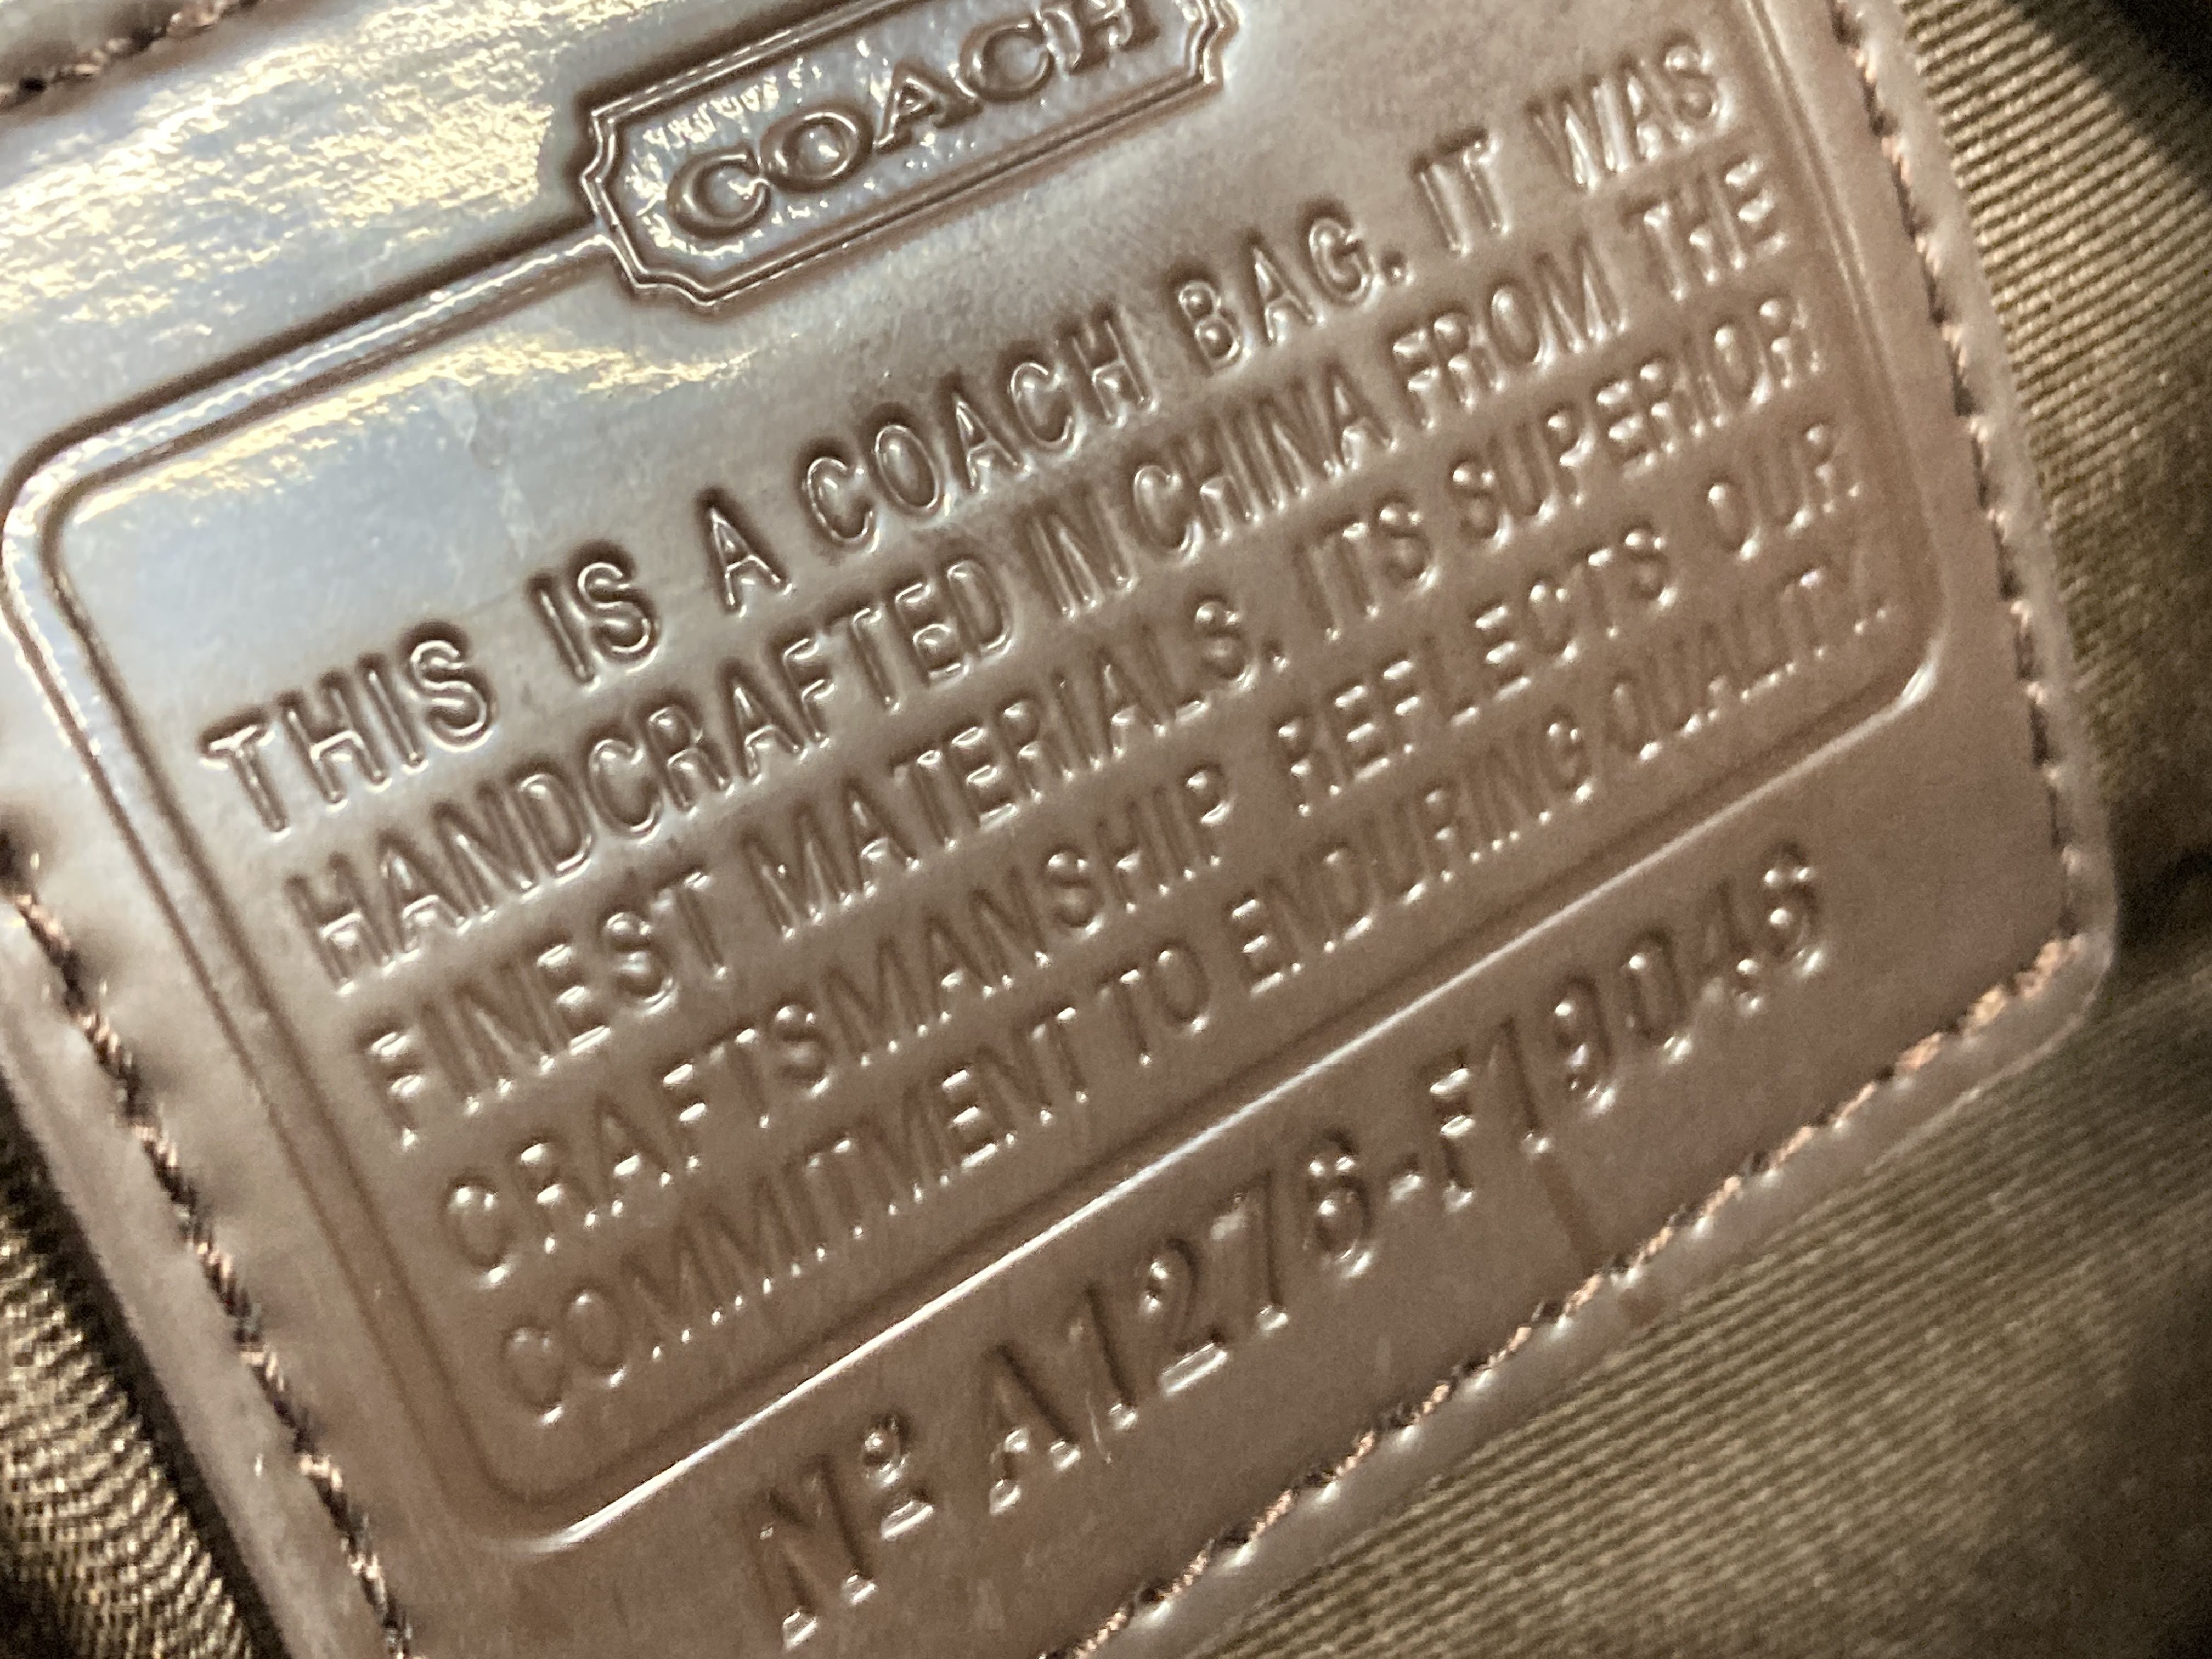 COACH
THIS IS A COACH BAG. IT WAS
HANDCRAFTED IN CHINA FROM THE
FINEST MATERIALS. ITS SUPERIOR
CRAFTSMANSHIP REFLECTS OUR
COMMITMENT TO ENDURING QUALITY.
Nº A1276-F19046